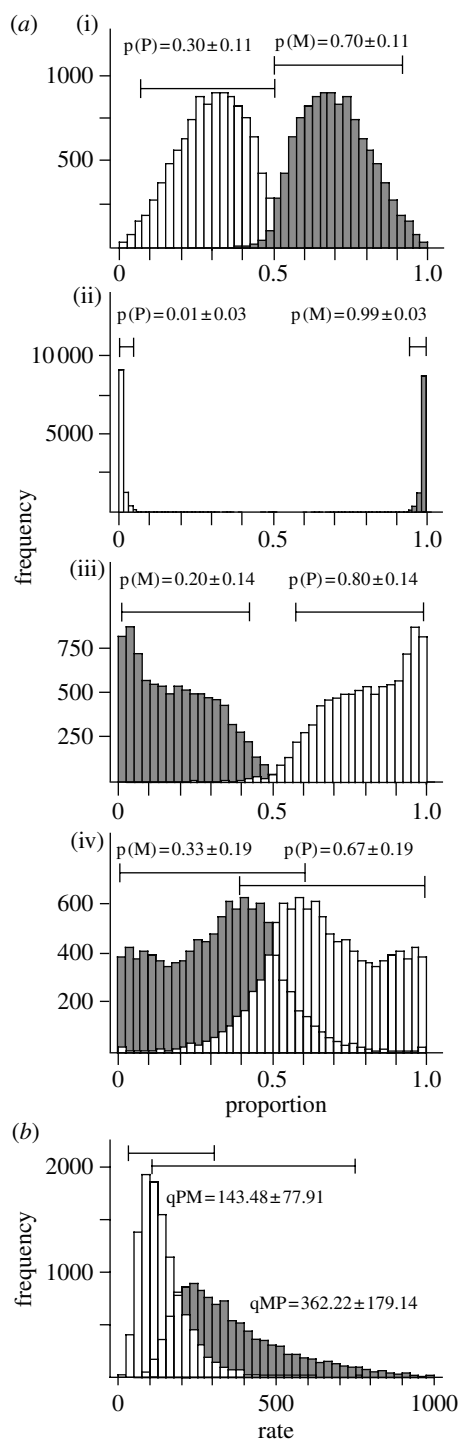 (a) (i)
p(P)=0.30±0.11 p(M)=0.70±0.11
1000
500
0 0.5 1.0
(ii)
p(P)=0.01±0.03 p(M)=0.99±0.03
10 000
5000
0 0.5 1.0
frequency
(iii)
p(M)=0.20±0.14 p(P)=0.80±0.14
750
500
250
0 0.5 1.0
(iv)
p(M)=0.33±0.19 p(P)=0.67±0.19
600
400
200
0 0.5 1.0
proportion
(b)
2000
qPM=143.48±77.91
1000
qMP=362.22±179.14
frequency
0 500 1000
rate